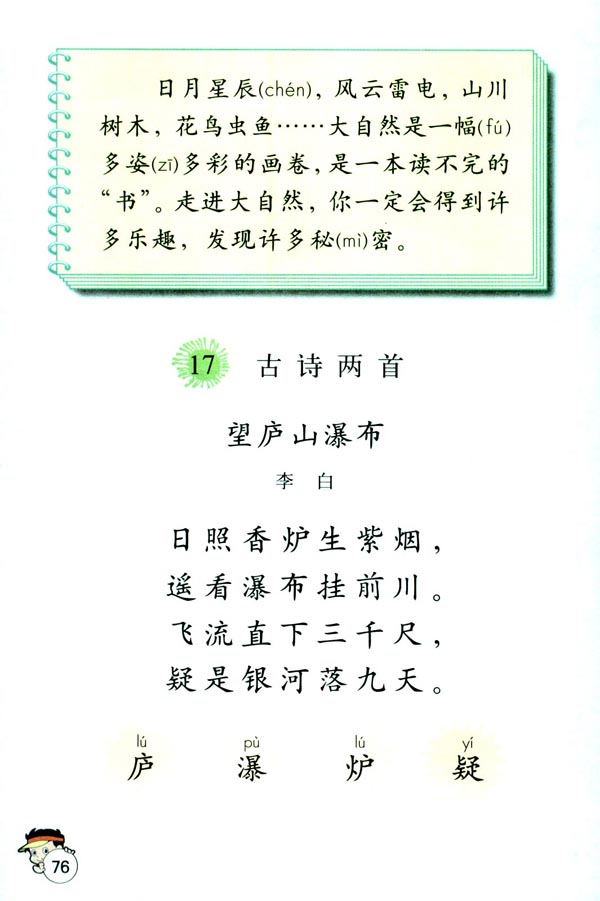 日月星辰(chén)，风云雷电，山川
树木，花鸟虫鱼……大自然是一幅(fú)
多姿(zī)多彩的画卷，是一本读不完的
“书”。走进大自然，你一定会得到许
多乐趣，发现许多秘(mì)密。
17 古诗两首
望庐山瀑布
李 白
日照香炉生紫烟，
遥看瀑布挂前川。
飞流直下三千尺，
疑是银河落九天。
lú pù lú yí
庐 瀑 炉 疑
76